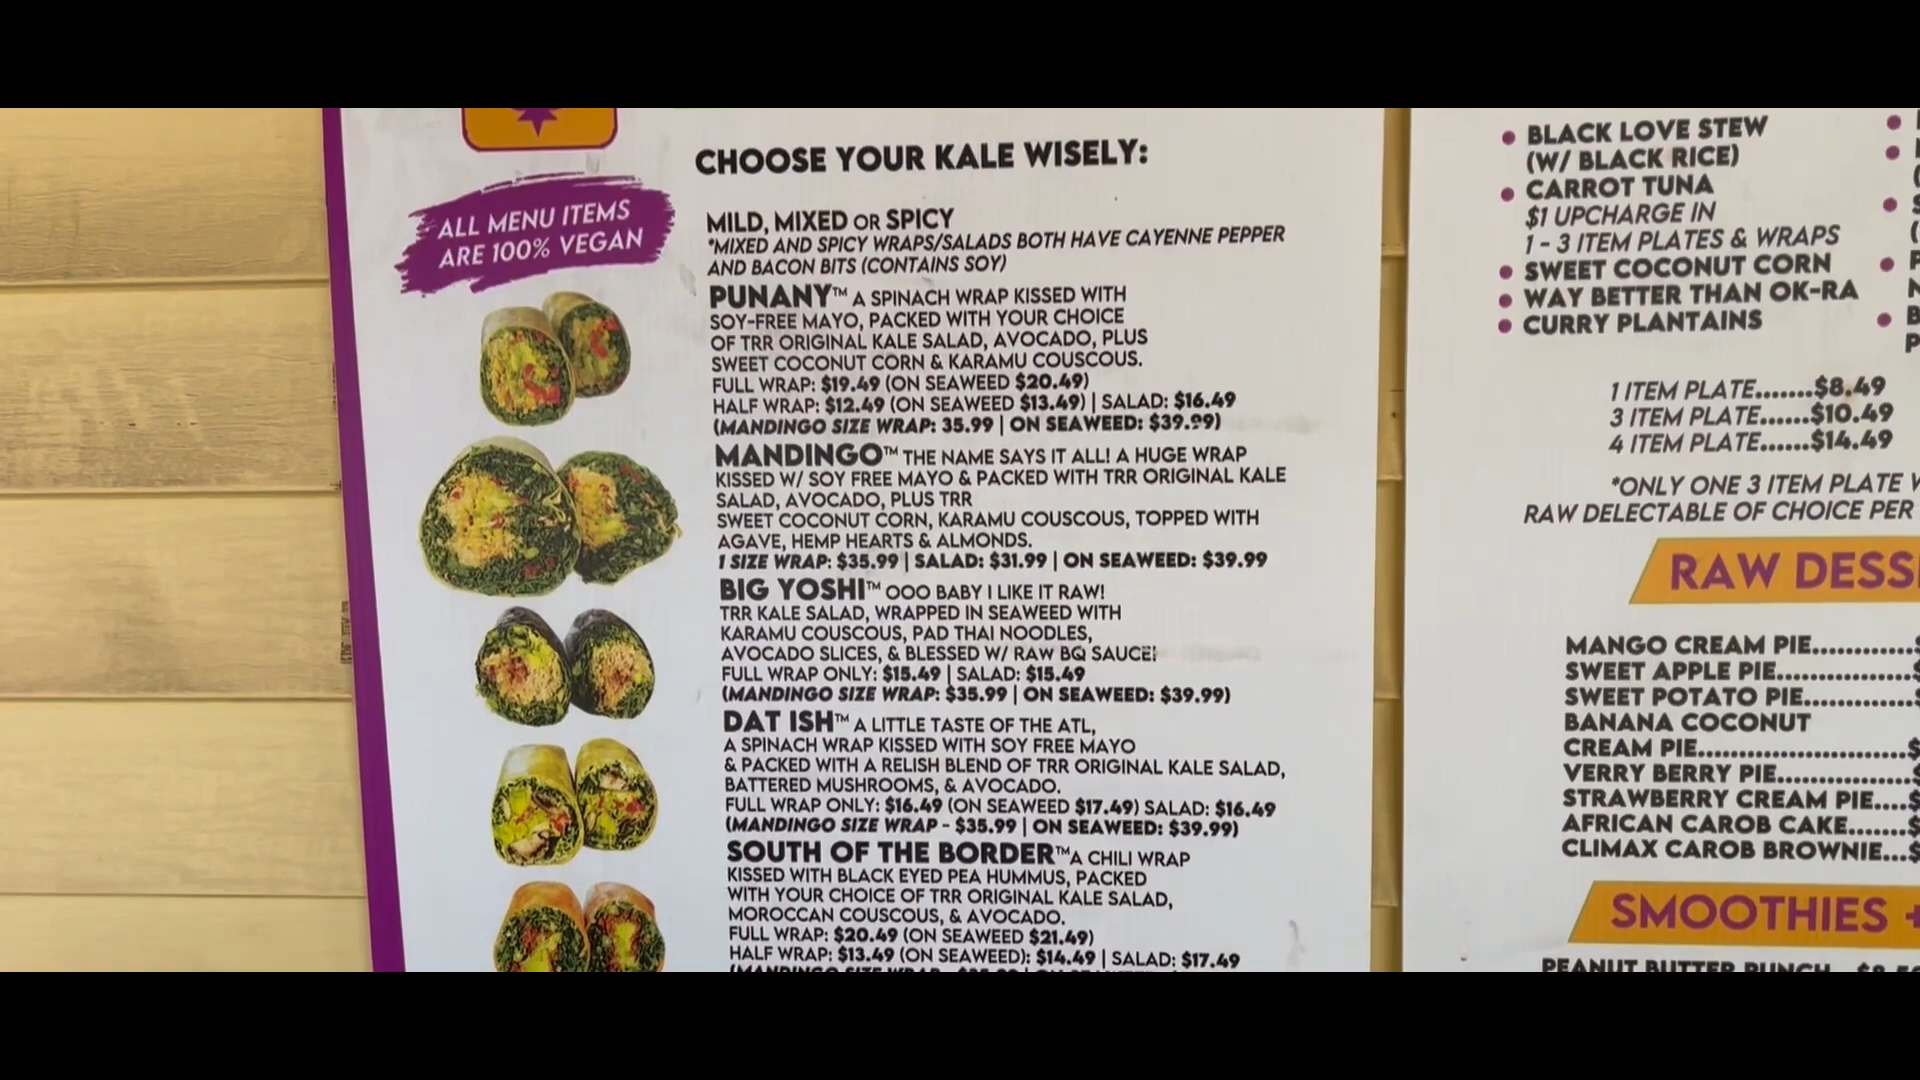 ALL MENU ITEMS
ARE 100% VEGAN
CHOOSE YOUR KALE WISELY:
MILD, MIXED OR SPICY
*MIXED AND SPICY WRAPS/SALADS BOTH HAVE CAYENNE PEPPER
AND BACON BITS (CONTAINS SOY)
PUNANY™ A SPINACH WRAP KISSED WITH
SOY-FREE MAYO, PACKED WITH YOUR CHOICE
OF TRR ORIGINAL KALE SALAD, AVOCADO, PLUS
SWEET COCONUT CORN & KARAMU COUSCOUS.
FULL WRAP: $19.49 (ON SEAWEED $20.49)
HALF WRAP: $12.49 (ON SEAWEED $13.49) | SALAD: $16.49
(MANDINGO SIZE WRAP: 35.99 | ON SEAWEED: $39.99)
MANDINGO™ THE NAME SAYS IT ALL! A HUGE WRAP
KISSED W/ SOY FREE MAYO & PACKED WITH TRR ORIGINAL KALE
SALAD, AVOCADO, PLUS TRR
SWEET COCONUT CORN, KARAMU COUSCOUS, TOPPED WITH
AGAVE, HEMP HEARTS & ALMONDS.
1 SIZE WRAP: $35.99 | SALAD: $31.99 | ON SEAWEED: $39.99
BIG YOSHI™ OOO BABY I LIKE IT RAW!
TRR KALE SALAD, WRAPPED IN SEAWEED WITH
KARAMU COUSCOUS, PAD THAI NOODLES,
AVOCADO SLICES, & BLESSED W/ RAW BQ SAUCE!
FULL WRAP ONLY: $15.49 | SALAD: $15.49
(MANDINGO SIZE WRAP: $35.99 | ON SEAWEED: $39.99)
DAT ISH™ A LITTLE TASTE OF THE ATL,
A SPINACH WRAP KISSED WITH SOY FREE MAYO
& PACKED WITH A RELISH BLEND OF TRR ORIGINAL KALE SALAD,
BATTERED MUSHROOMS, & AVOCADO.
FULL WRAP ONLY: $16.49 (ON SEAWEED $17.49) SALAD: $16.49
(MANDINGO SIZE WRAP - $35.99 | ON SEAWEED: $39.99)
SOUTH OF THE BORDER™ A CHILI WRAP
KISSED WITH BLACK EYED PEA HUMMUS, PACKED
WITH YOUR CHOICE OF TRR ORIGINAL KALE SALAD,
MOROCCAN COUSCOUS, & AVOCADO.
FULL WRAP: $20.49 (ON SEAWEED $21.49)
HALF WRAP: $13.49 (ON SEAWEED): $14.49 | SALAD: $17.49
(MANDINGO SIZE WRAP
• BLACK LOVE STEW
(W/ BLACK RICE)
• CARROT TUNA
$1 UPCHARGE IN
1 - 3 ITEM PLATES & WRAPS
• SWEET COCONUT CORN
• WAY BETTER THAN OK-RA
• CURRY PLANTAINS
1 ITEM PLATE.......$8.49
3 ITEM PLATE......$10.49
4 ITEM PLATE......$14.49
*ONLY ONE 3 ITEM PLATE
RAW DELECTABLE OF CHOICE PER
RAW DESS
MANGO CREAM PIE............$
SWEET APPLE PIE.................$
SWEET POTATO PIE..............$
BANANA COCONUT
CREAM PIE............................$
VERRY BERRY PIE.................$
STRAWBERRY CREAM PIE....$
AFRICAN CAROB CAKE.......$
CLIMAX CAROB BROWNIE...$
SMOOTHIES +
PEANUT BUTTER PUNCH